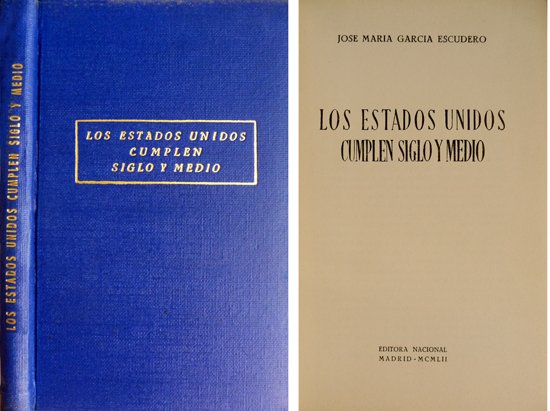 LOS ESTADOS UNIDOS CUMPLEN SIGLO Y MEDIO
LOS ESTADOS UNIDOS
CUMPLEN
SIGLO Y MEDIO
JOSE MARIA GARCIA ESCUDERO
LOS ESTADOS UNIDOS
CUMPLEN SIGLO Y MEDIO
EDITORA NACIONAL
MADRID-MCMLII